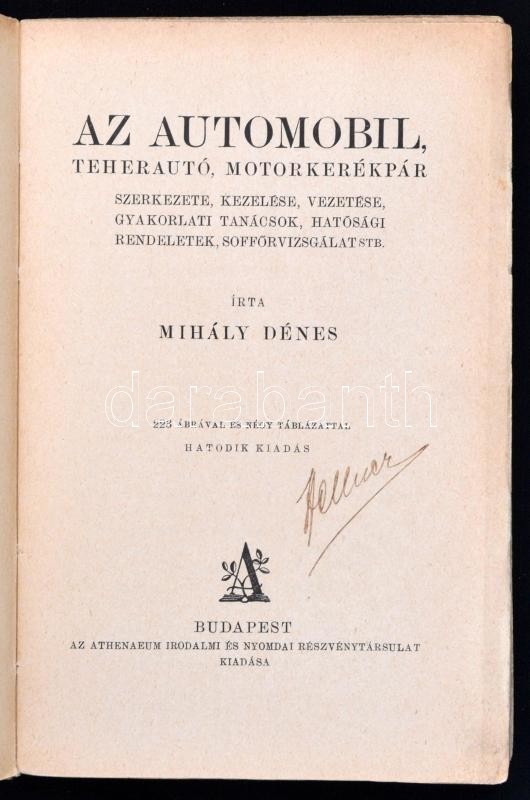 AZ AUTOMOBIL,
TEHERAUTÓ, MOTORKERÉKPÁR
SZERKEZETE, KEZELÉSE, VEZETÉSE,
GYAKORLATI TANÁCSOK, HATÓSÁGI
RENDELETEK, SOFFŐRVIZSGÁLAT STB.
ÍRTA
MIHÁLY DÉNES
darabanth
ÁBRÁVAL ÉS NÉGY TÁBLÁZATTAL
HATODIK KIADÁS
A
BUDAPEST
AZ ATHENAEUM IRODALMI ÉS NYOMDAI RÉSZVÉNYTÁRSULAT
KIADÁSA